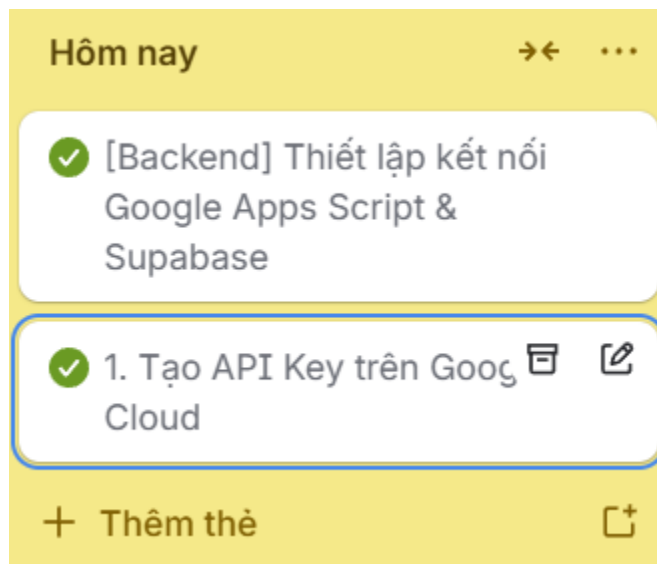 Hôm nay
[Backend] Thiết lập kết nối
Google Apps Script &
Supabase
1. Tạo API Key trên Goog
Cloud
Thêm thẻ